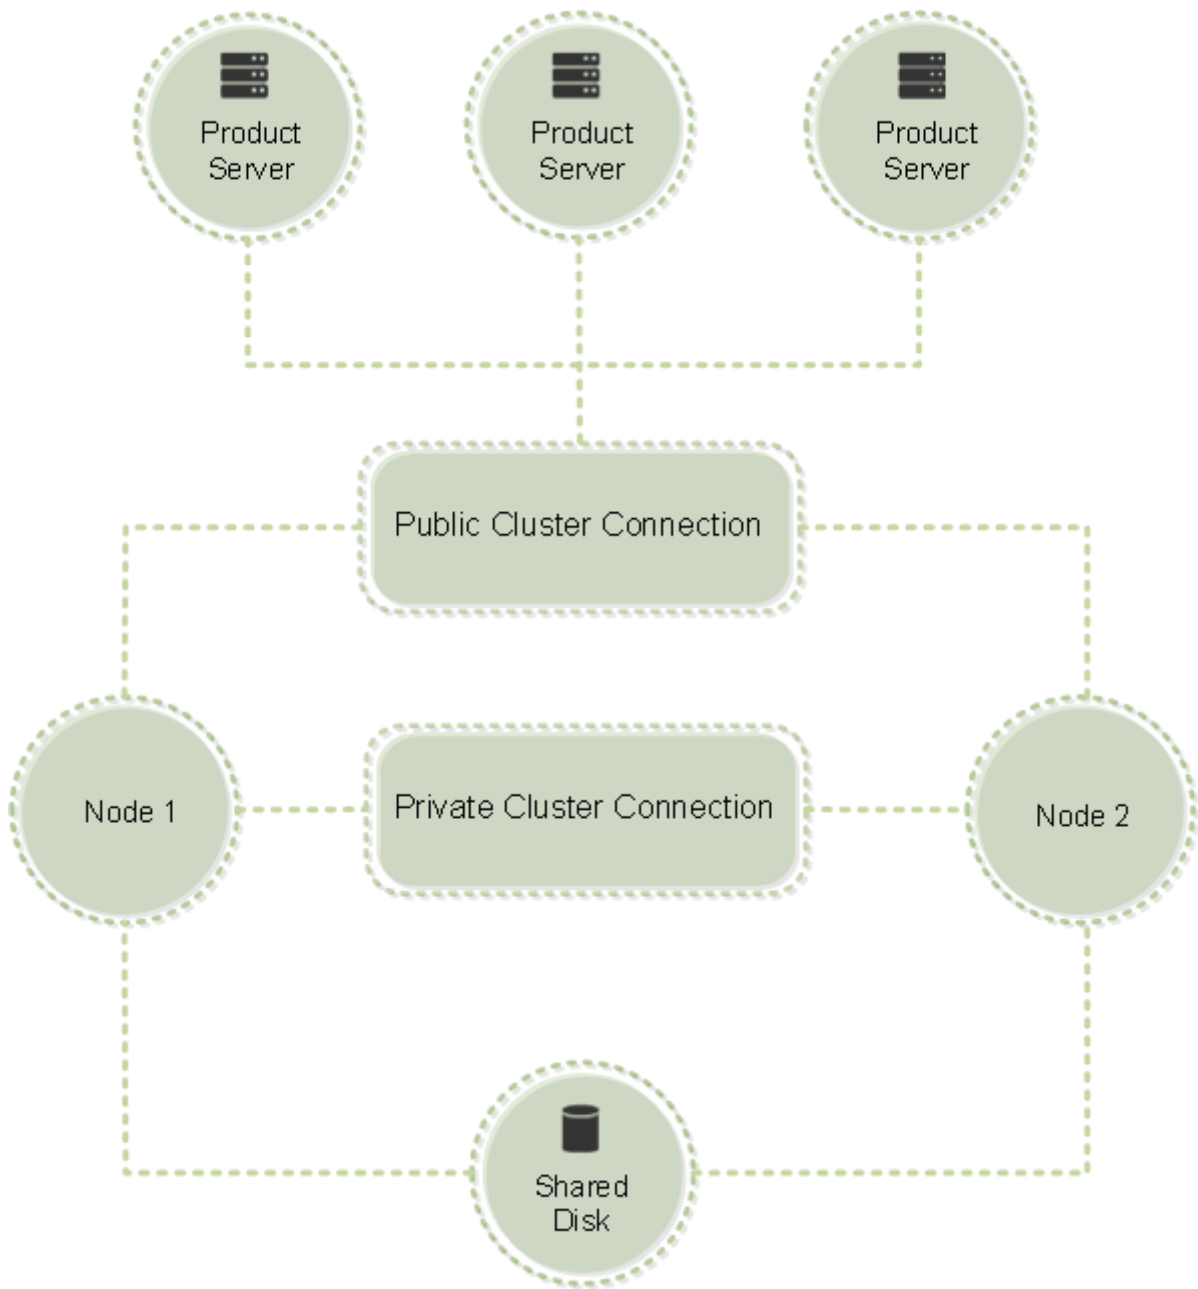 Product
Server
Product
Server
Product
Server
Public Cluster Connection
Node 1
Private Cluster Connection
Node 2
Shared
Disk